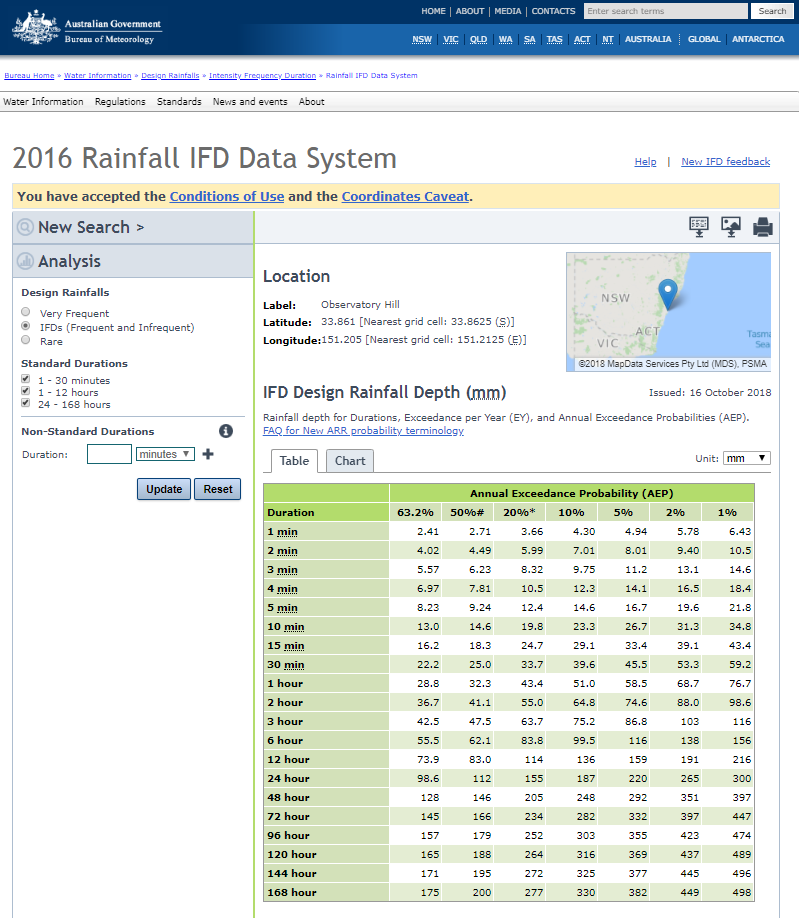 HOME | ABOUT | MEDIA | CONTACTS Enter search terms Search
Australian Government
Bureau of Meteorology
NSW VIC QLD WA SA TAS ACT NT AUSTRALIA GLOBAL ANTARCTICA
Bureau Home » Water Information » Design Rainfalls » Intensity Frequency Duration » Rainfall IFD Data System
Water Information Regulations Standards News and events About
2016 Rainfall IFD Data System
Help | New IFD feedback
You have accepted the Conditions of Use and the Coordinates Caveat.
New Search >
Analysis
Design Rainfalls
Very Frequent
IFDs (Frequent and Infrequent)
Rare
Standard Durations
1 - 30 minutes
1 - 12 hours
24 - 168 hours
Non-Standard Durations
Duration: minutes
Update Reset
Location
Label: Observatory Hill
Latitude: 33.861 [Nearest grid cell: 33.8625 (S)]
Longitude:151.205 [Nearest grid cell: 151.2125 (E)]
NSW
ACT
VIC
Tasma
Sea
©2018 MapData Services Pty Ltd (MDS), PSMA
IFD Design Rainfall Depth (mm)
Issued: 16 October 2018
Rainfall depth for Durations, Exceedance per Year (EY), and Annual Exceedance Probabilities (AEP).
FAQ for New ARR probability terminology
Table Chart
Unit: mm
Annual Exceedance Probability (AEP)
Duration 63.2% 50%# 20%* 10% 5% 2% 1%
1 min 2.41 2.71 3.66 4.30 4.94 5.78 6.43
2 min 4.02 4.49 5.99 7.01 8.01 9.40 10.5
3 min 5.57 6.23 8.32 9.75 11.2 13.1 14.6
4 min 6.97 7.81 10.5 12.3 14.1 16.5 18.4
5 min 8.23 9.24 12.4 14.6 16.7 19.6 21.8
10 min 13.0 14.6 19.8 23.3 26.7 31.3 34.8
15 min 16.2 18.3 24.7 29.1 33.4 39.1 43.4
30 min 22.2 25.0 33.7 39.6 45.5 53.3 59.2
1 hour 28.8 32.3 43.4 51.0 58.5 68.7 76.7
2 hour 36.7 41.1 55.0 64.8 74.6 88.0 98.6
3 hour 42.5 47.5 63.7 75.2 86.8 103 116
6 hour 55.5 62.1 83.8 99.5 116 138 156
12 hour 73.9 83.0 114 136 159 191 216
24 hour 98.6 112 155 187 220 265 300
48 hour 128 146 205 248 292 351 397
72 hour 145 166 234 282 332 397 447
96 hour 157 179 252 303 355 423 474
120 hour 165 188 264 316 369 437 489
144 hour 171 195 272 325 377 445 496
168 hour 175 200 277 330 382 449 498